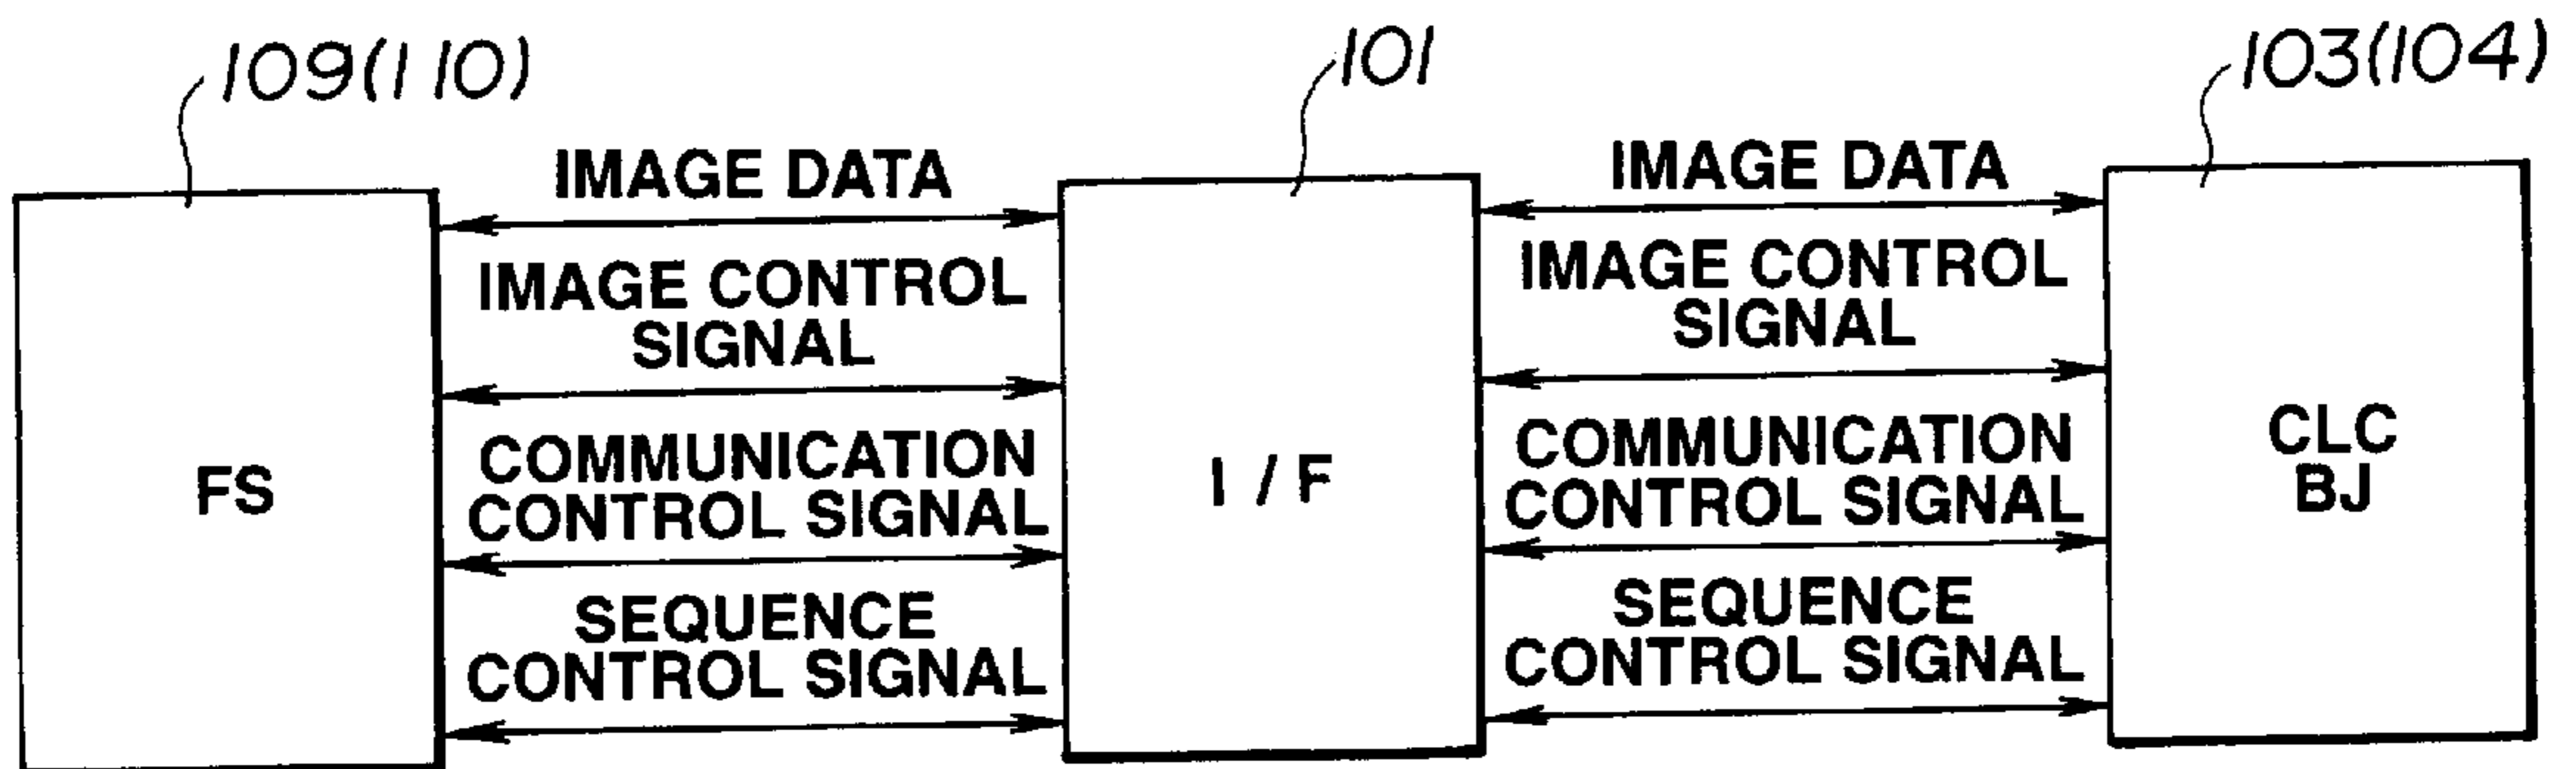 109(110)
101
103(104)
IMAGE DATA
IMAGE CONTROL
SIGNAL
COMMUNICATION
CONTROL SIGNAL
SEQUENCE
CONTROL SIGNAL
IMAGE DATA
IMAGE CONTROL
SIGNAL
COMMUNICATION
CONTROL SIGNAL
SEQUENCE
CONTROL SIGNAL
FS
I / F
CLC
BJ